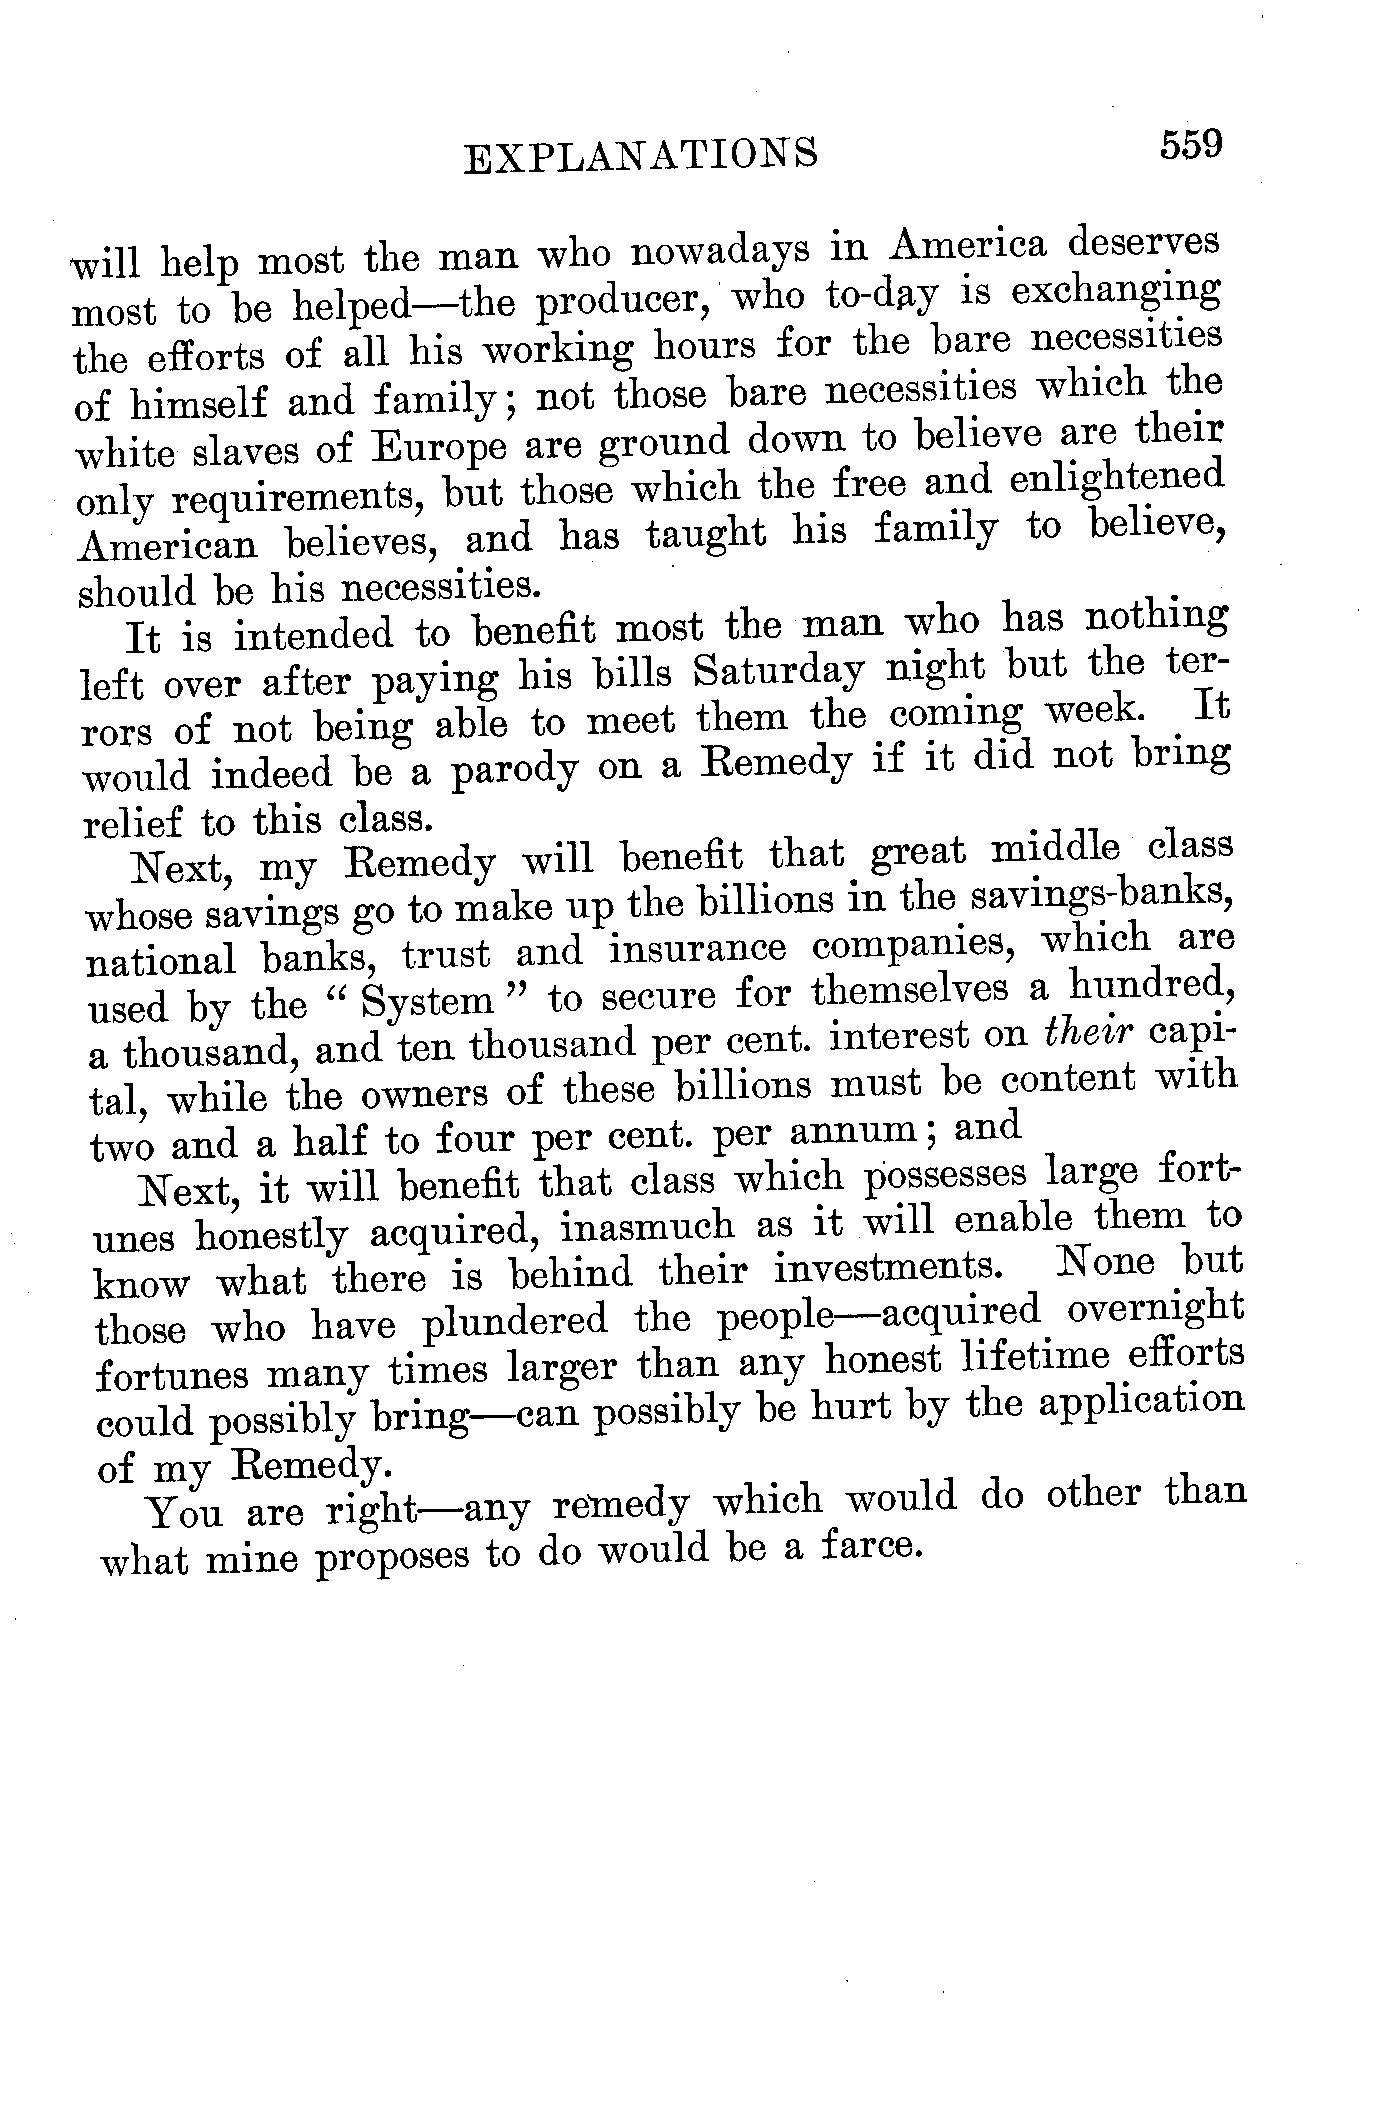 EXPLANATIONS 559
will help most the man who nowadays in America deserves
most to be helped—the producer, who to-day is exchanging
the efforts of all his working hours for the bare necessities
of himself and family; not those bare necessities which the
white slaves of Europe are ground down to believe are their
only requirements, but those which the free and enlightened
American believes, and has taught his family to believe,
should be his necessities.
It is intended to benefit most the man who has nothing
left over after paying his bills Saturday night but the ter-
rors of not being able to meet them the coming week. It
would indeed be a parody on a Remedy if it did not bring
relief to this class.
Next, my Remedy will benefit that great middle class
whose savings go to make up the billions in the savings-banks,
national banks, trust and insurance companies, which are
used by the “ System ” to secure for themselves a hundred,
a thousand, and ten thousand per cent. interest on their capi-
tal, while the owners of these billions must be content with
two and a half to four per cent. per annum; and
Next, it will benefit that class which possesses large fort-
unes honestly acquired, inasmuch as it will enable them to
know what there is behind their investments. None but
those who have plundered the people—acquired overnight
fortunes many times larger than any honest lifetime efforts
could possibly bring—can possibly be hurt by the application
of my Remedy.
You are right—any remedy which would do other than
what mine proposes to do would be a farce.